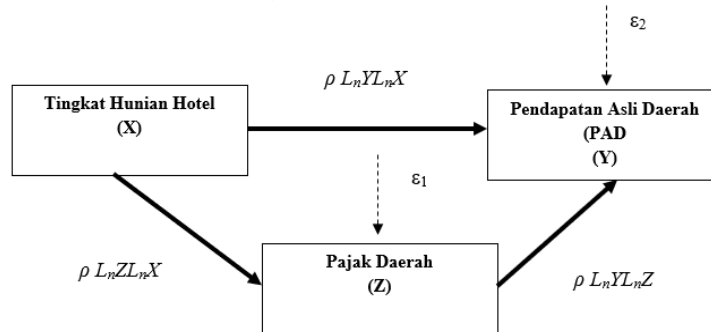 ε₂
ρ LₙYLₙX
Tingkat Hunian Hotel
(X)
Pendapatan Asli Daerah
(PAD
(Y)
ε₁
ρ LₙZLₙX
Pajak Daerah
(Z)
ρ LₙYLₙZ